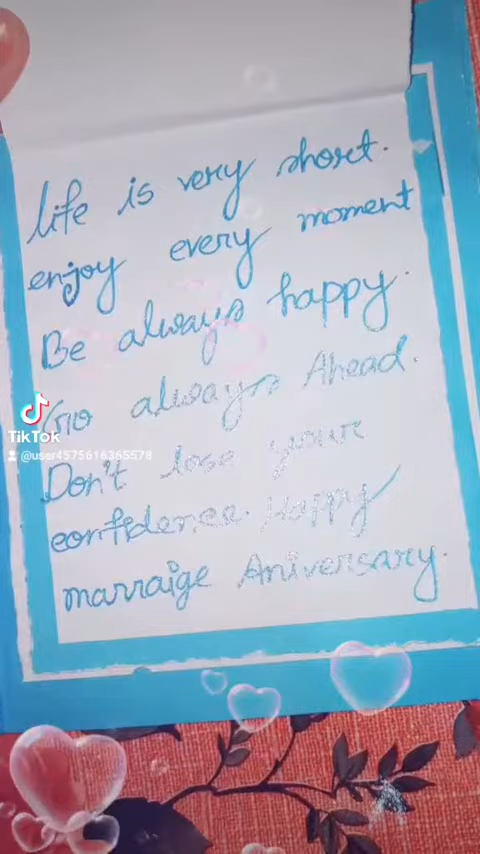 life is very short.
enjoy every moment
Be always happy.
Go always Ahead.
TikTok
@user4575616365578
Don't lose your
confidence. Happy
marraige Aniversary.